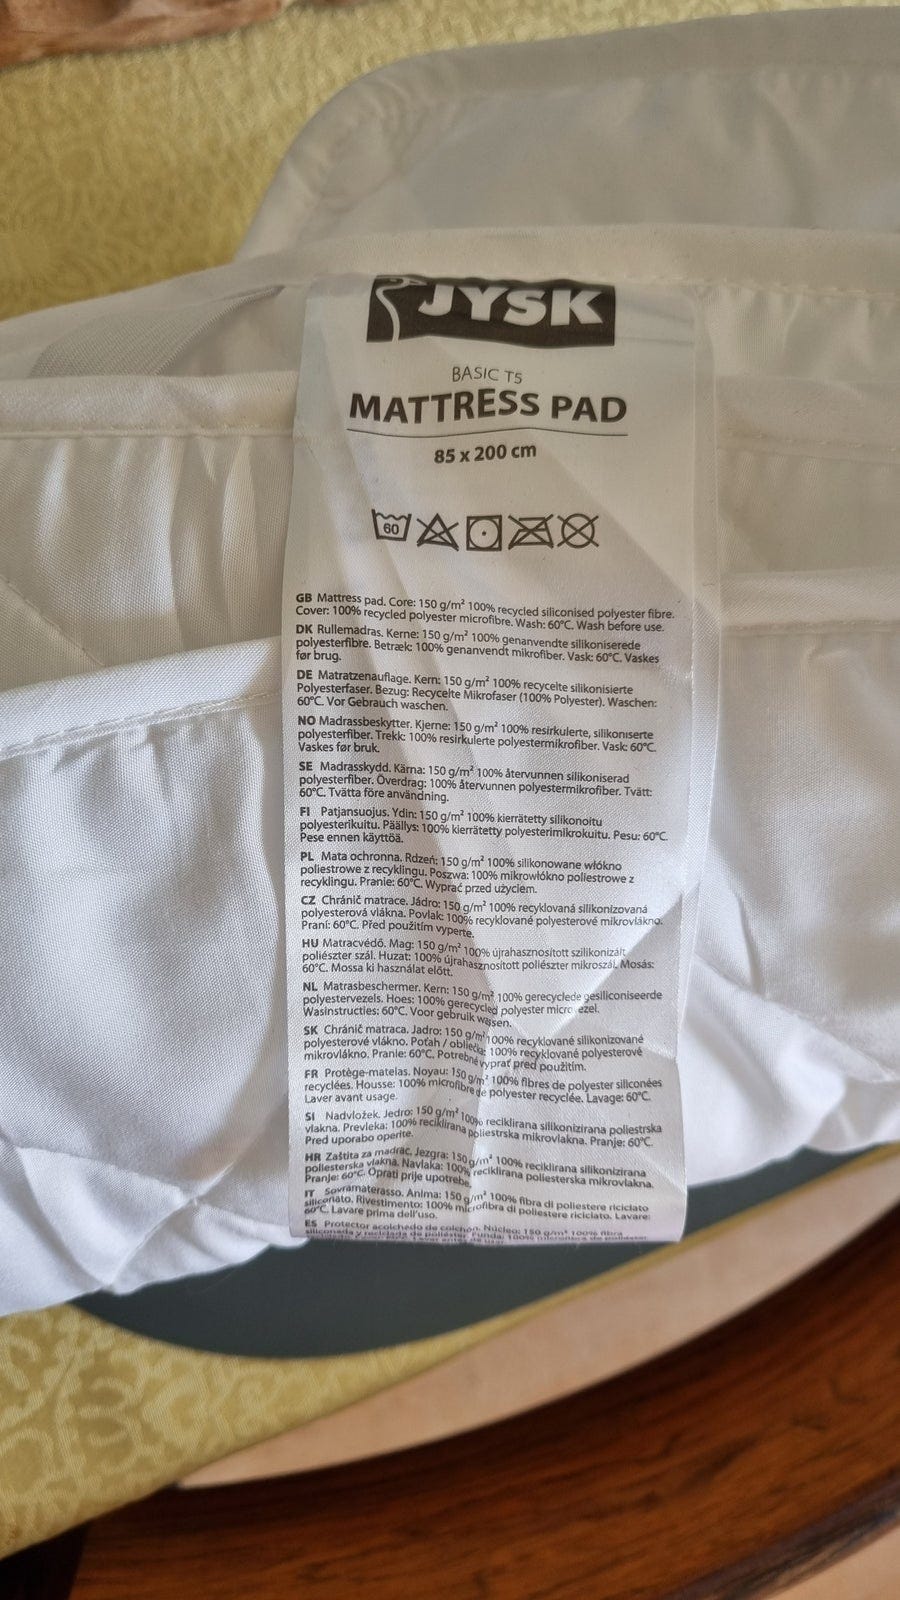 JYSK
BASIC T5
MATTRESS PAD
85 x 200 cm
60
GB Mattress pad. Core: 150 g/m² 100% recycled siliconised polyester fibre.
Cover: 100% recycled polyester microfibre. Wash: 60°C. Wash before use.
DK Rullemadras. Kerne: 150 g/m² 100% genanvendte silikoniserede
polyesterfibre. Betræk: 100% genanvendt mikrofiber. Vask: 60°C. Vaskes
før brug.
DE Matratzenauflage. Kern: 150 g/m² 100% recycelte silikonisierte
Polyesterfaser. Bezug: Recycelte Mikrofaser (100% Polyester). Waschen:
60°C. Vor Gebrauch waschen.
NO Madrassbeskytter. Kjerne: 150 g/m² 100% resirkulerte, silikoniserte
polyesterfiber. Trekk: 100% resirkulerte polyestermikrofiber. Vask: 60°C.
Vaskes før bruk.
SE Madrasskydd. Kärna: 150 g/m² 100% återvunnen silikoniserad
polyesterfiber. Överdrag: 100% återvunnen polyestermikrofiber. Tvätt:
60°C. Tvätta före användning.
FI Patjansuojus. Ydin: 150 g/m² 100% kierrätetty silikonoitu
polyesterikuitu. Päällys: 100% kierrätetty polyesterimikrokuitu. Pesu: 60°C.
Pese ennen käyttöä.
PL Mata ochronna. Rdzeń: 150 g/m² 100% silikonowane włókno
poliestrowe z recyklingu. Poszwa: 100% mikrowłókno poliestrowe z
recyklingu. Pranie: 60°C. Wyprać przed użyciem.
CZ Chránič matrace. Jádro: 150 g/m² 100% recyklovaná silikonizovaná
polyesterová vlákna. Povlak: 100% recyklované polyesterové mikrovlákno.
Praní: 60°C. Před použitím vyperte.
HU Matracvédő. Mag: 150 g/m² 100% újrahasznosított szilikonizált
poliészter szál. Huzat: 100% újrahasznosított poliészter mikroszál. Mosás:
60°C. Mossa ki használat előtt.
NL Matrasbeschermer. Kern: 150 g/m² 100% gerecyclede gesiliconiseerde
polyestervezels. Hoes: 100% gerecycled polyester microvezel.
Wasinstructies: 60°C. Voor gebruik wassen.
SK Chránič matraca. Jadro: 150 g/m² 100% recyklované silikonizované
polyesterové vlákno. Poťah / obliečka: 100% recyklované polyesterové
mikrovlákno. Pranie: 60°C. Potrebné vyprať pred použitím.
FR Protège-matelas. Noyau: 150 g/m² 100% fibres de polyester siliconées
recyclées. Housse: 100% microfibre de polyester recyclée. Lavage: 60°C.
Laver avant usage.
SI Nadvložek. Jedro: 150 g/m² 100% reciklirana silikonizirana poliestrska
vlakna. Prevleka: 100% reciklirana poliestrska mikrovlakna. Pranje: 60°C.
Pred uporabo operite.
HR Zaštita za madrac. Jezgra: 150 g/m² 100% reciklirana silikonizirana
poliesterska vlakna. Navlaka: 100% reciklirana poliesterska mikrovlakna.
Pranje: 60°C. Oprati prije upotrebe.
IT Sovramaterasso. Anima: 150 g/m² 100% fibra di poliestere riciclato
siliconato. Rivestimento: 100% microfibra di poliestere riciclato. Lavare:
60°C. Lavare prima dell'uso.
ES Protector acolchado de colchón. Núcleo: 150 g/m² 100% fibra
siliconada y reciclada de poliéster. Funda: 100% microfibra de poliéster